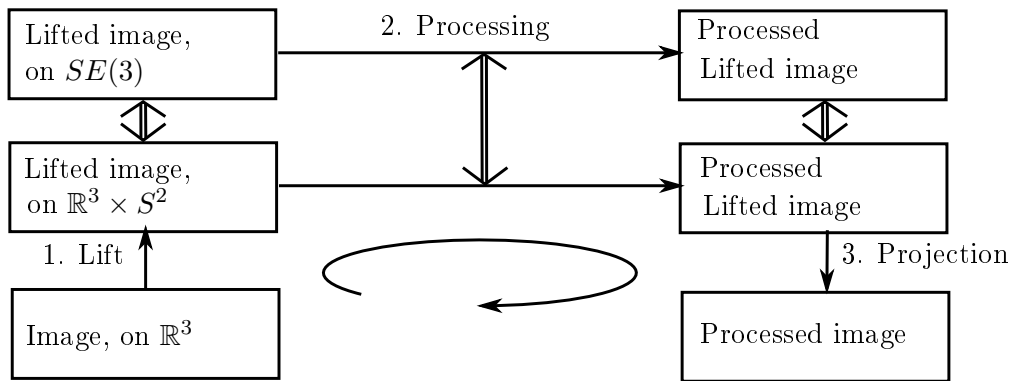 Lifted image,
on SE(3)
2. Processing
Processed
Lifted image
Lifted image,
on ℝ³ × S²
Processed
Lifted image
1. Lift
3. Projection
Image, on ℝ³
Processed image